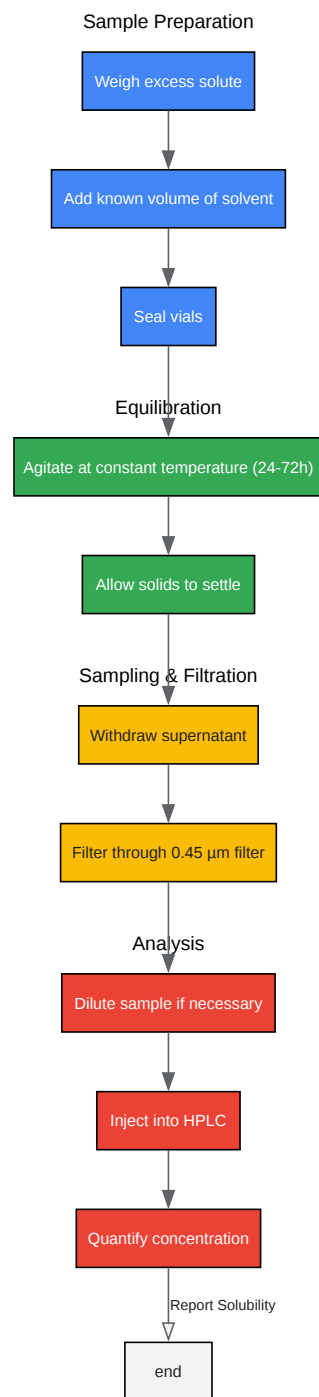 Sample Preparation
Weigh excess solute
Add known volume of solvent
Seal vials
Equilibration
Agitate at constant temperature (24-72h)
Allow solids to settle
Sampling & Filtration
Withdraw supernatant
Filter through 0.45 µm filter
Analysis
Dilute sample if necessary
Inject into HPLC
Quantify concentration
Report Solubility
end